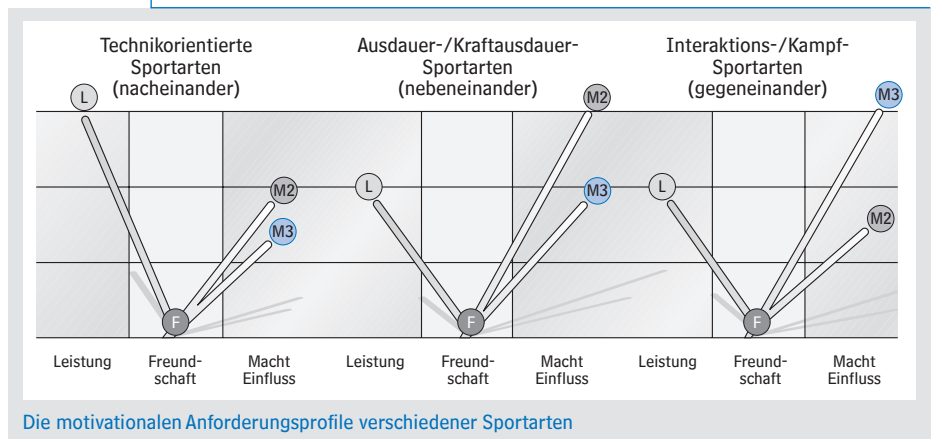 Technikorientierte
Sportarten
(nacheinander)
Ausdauer-/Kraftausdauer-
Sportarten
(nebeneinander)
Interaktions-/Kampf-
Sportarten
(gegeneinander)
L
M2
M3
F
L
M2
M3
F
L
M3
M2
F
Leistung
Freund-
schaft
Macht
Einfluss
Leistung
Freund-
schaft
Macht
Einfluss
Leistung
Freund-
schaft
Macht
Einfluss
Die motivationalen Anforderungsprofile verschiedener Sportarten